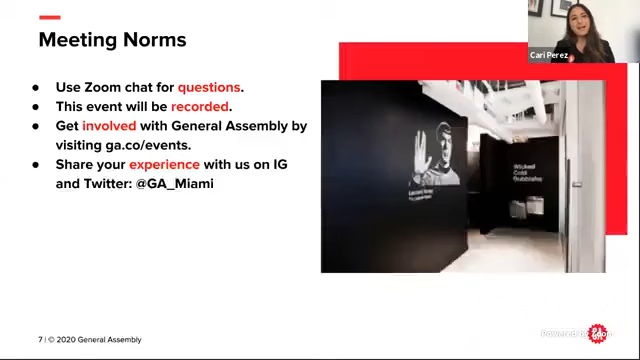 Meeting Norms
Cari Perez
● Use Zoom chat for questions.
● This event will be recorded.
● Get involved with General Assembly by
visiting ga.co/events.
● Share your experience with us on IG
and Twitter: @GA_Miami
7 | © 2020 General Assembly
Powered by